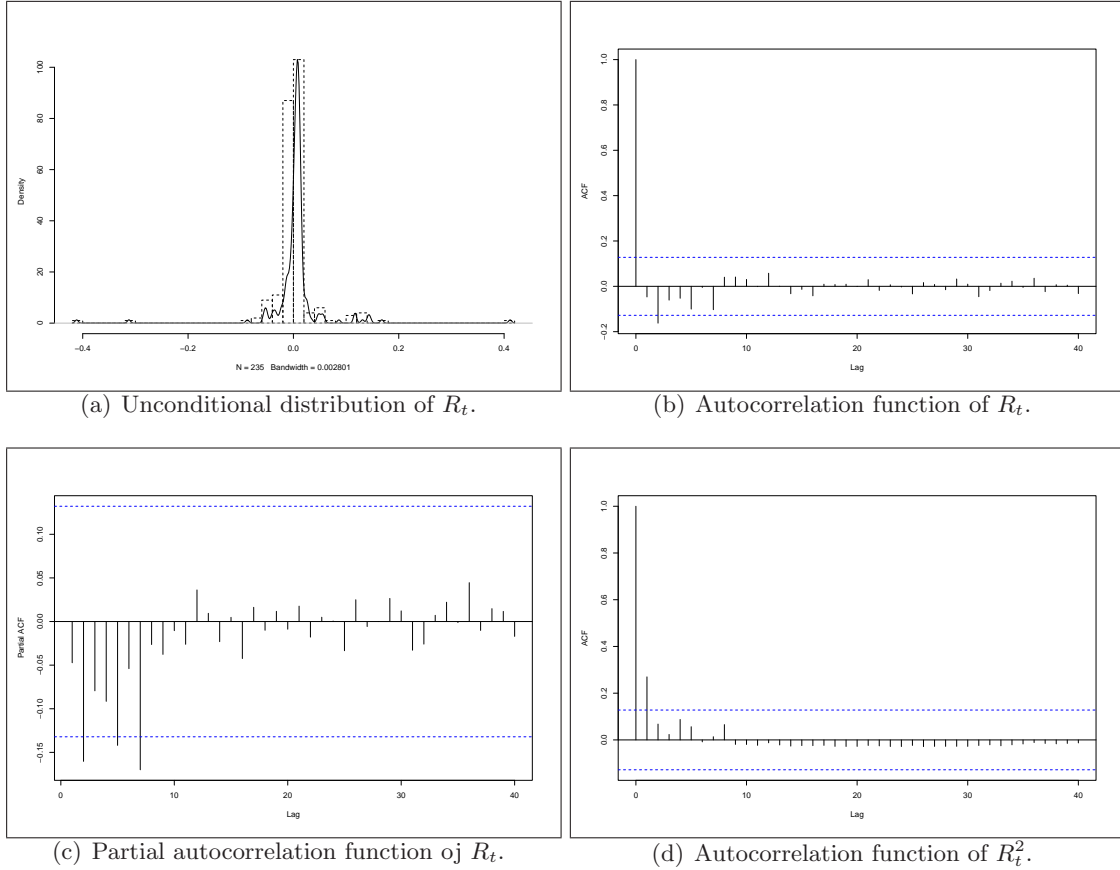 Density
0 20 40 60 80 100
−0.4 −0.2 0.0 0.2 0.4
N = 235 Bandwidth = 0.002801
(a) Unconditional distribution of R_t.
ACF
−0.2 0.0 0.2 0.4 0.6 0.8 1.0
0 10 20 30 40
Lag
(b) Autocorrelation function of R_t.
Partial ACF
−0.15 −0.10 −0.05 0.00 0.05 0.10
0 10 20 30 40
Lag
(c) Partial autocorrelation function oj R_t.
ACF
0.0 0.2 0.4 0.6 0.8 1.0
0 10 20 30 40
Lag
(d) Autocorrelation function of R_t^2.